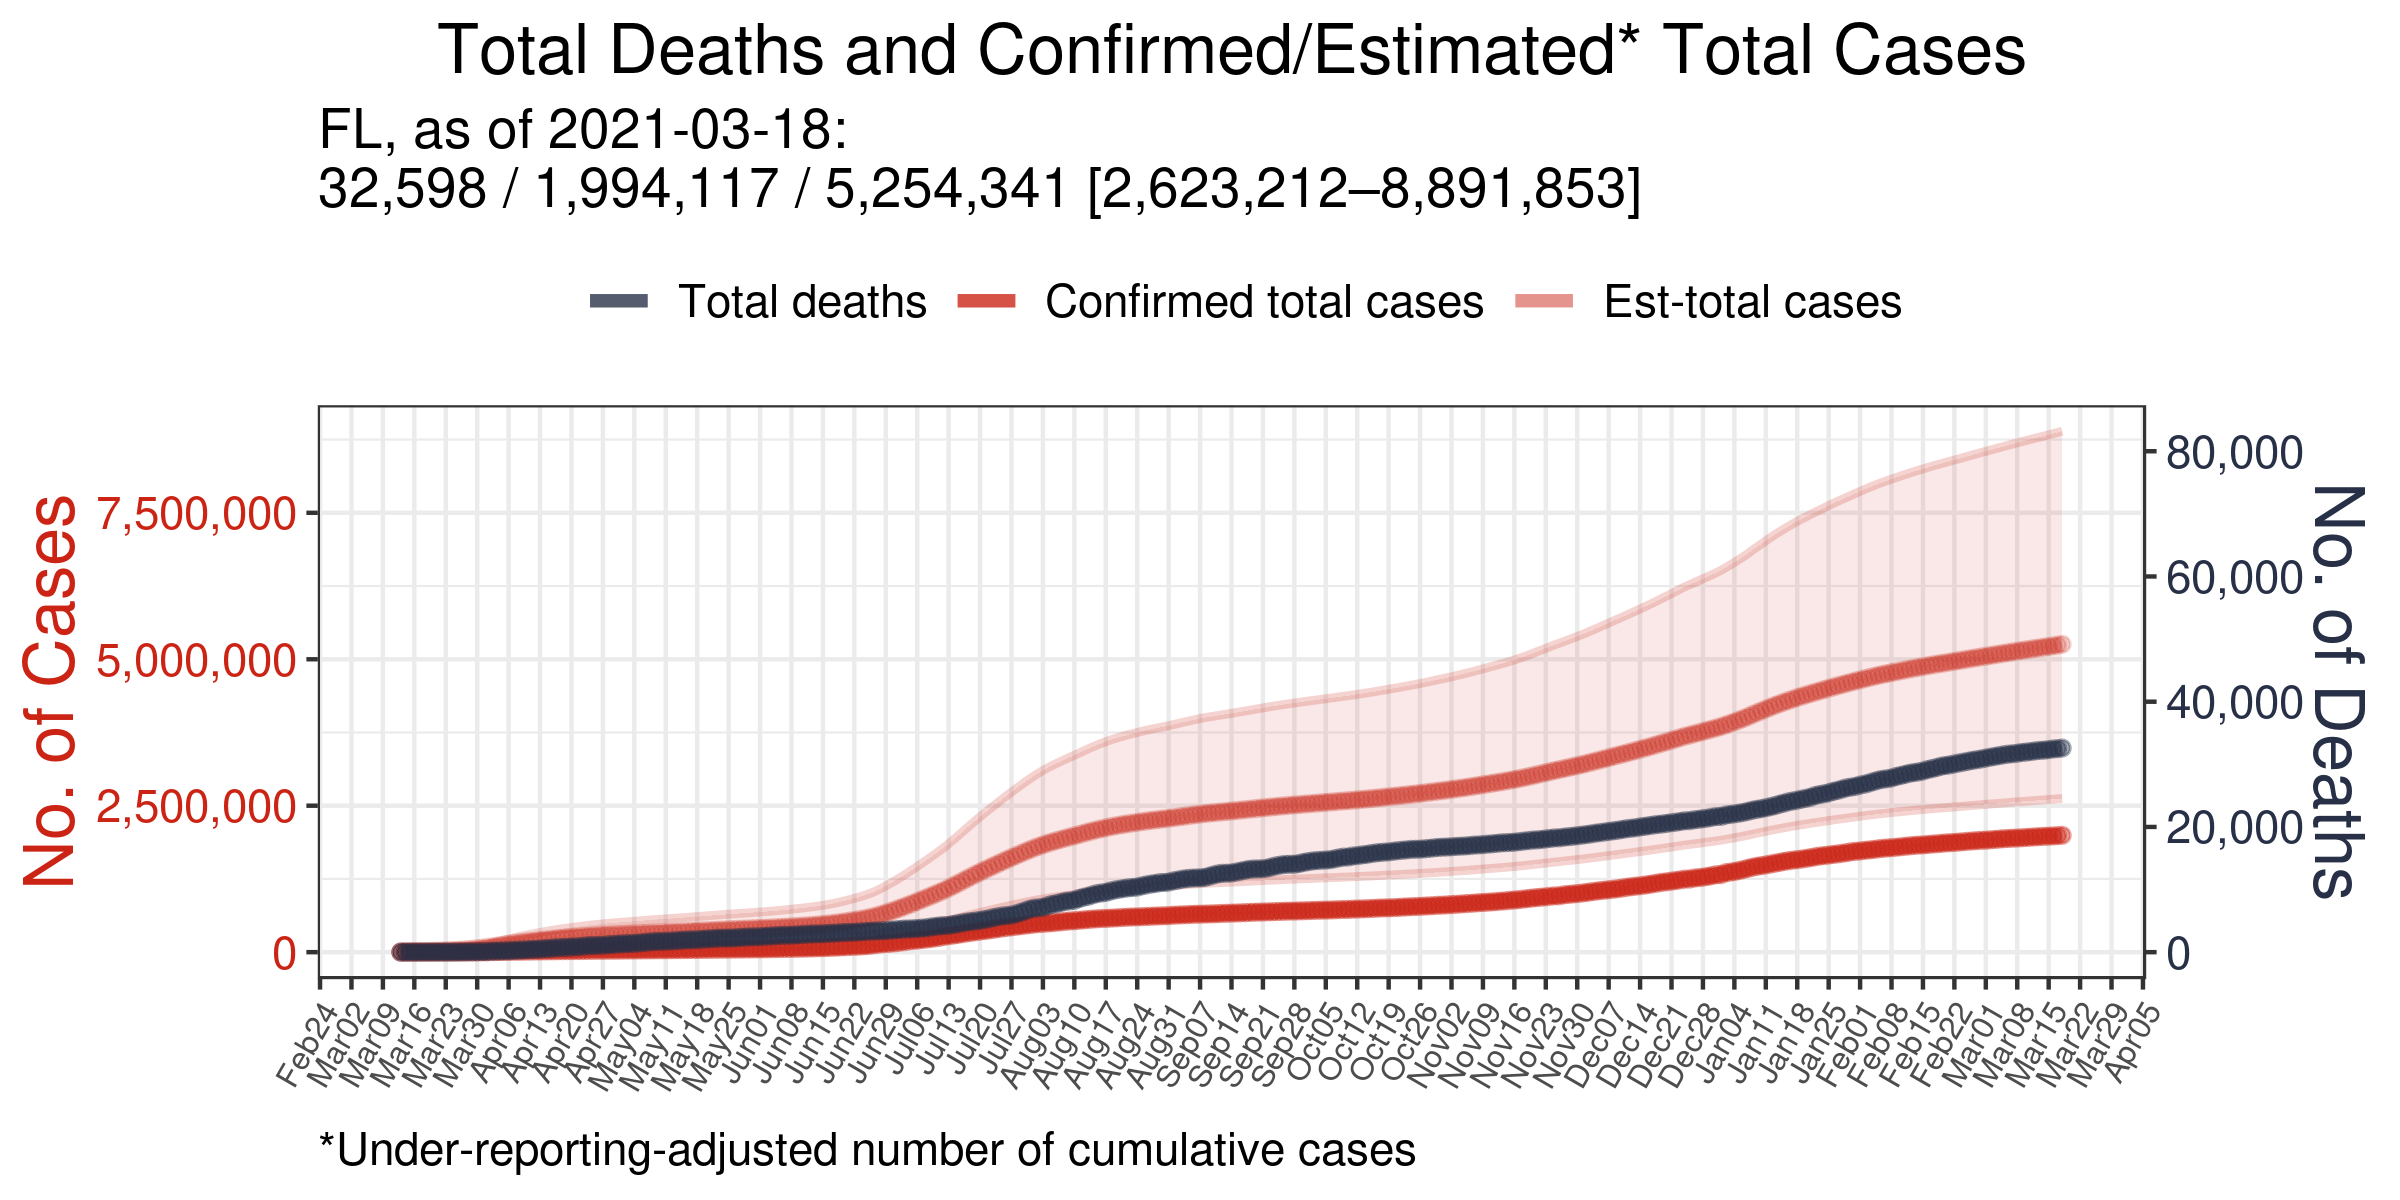 Total Deaths and Confirmed/Estimated* Total Cases
FL, as of 2021-03-18:
32,598 / 1,994,117 / 5,254,341 [2,623,212–8,891,853]
Total deaths
Confirmed total cases
Est-total cases
No. of Cases
7,500,000
5,000,000
2,500,000
0
80,000
60,000
40,000
20,000
0
No. of Deaths
Feb24
Mar02
Mar09
Mar16
Mar23
Mar30
Apr06
Apr13
Apr20
Apr27
May04
May11
May18
May25
Jun01
Jun08
Jun15
Jun22
Jun29
Jul06
Jul13
Jul20
Jul27
Aug03
Aug10
Aug17
Aug24
Aug31
Sep07
Sep14
Sep21
Sep28
Oct05
Oct12
Oct19
Oct26
Nov02
Nov09
Nov16
Nov23
Nov30
Dec07
Dec14
Dec21
Dec28
Jan04
Jan11
Jan18
Jan25
Feb01
Feb08
Feb15
Feb22
Mar01
Mar08
Mar15
Mar22
Mar29
Apr05
*Under-reporting-adjusted number of cumulative cases